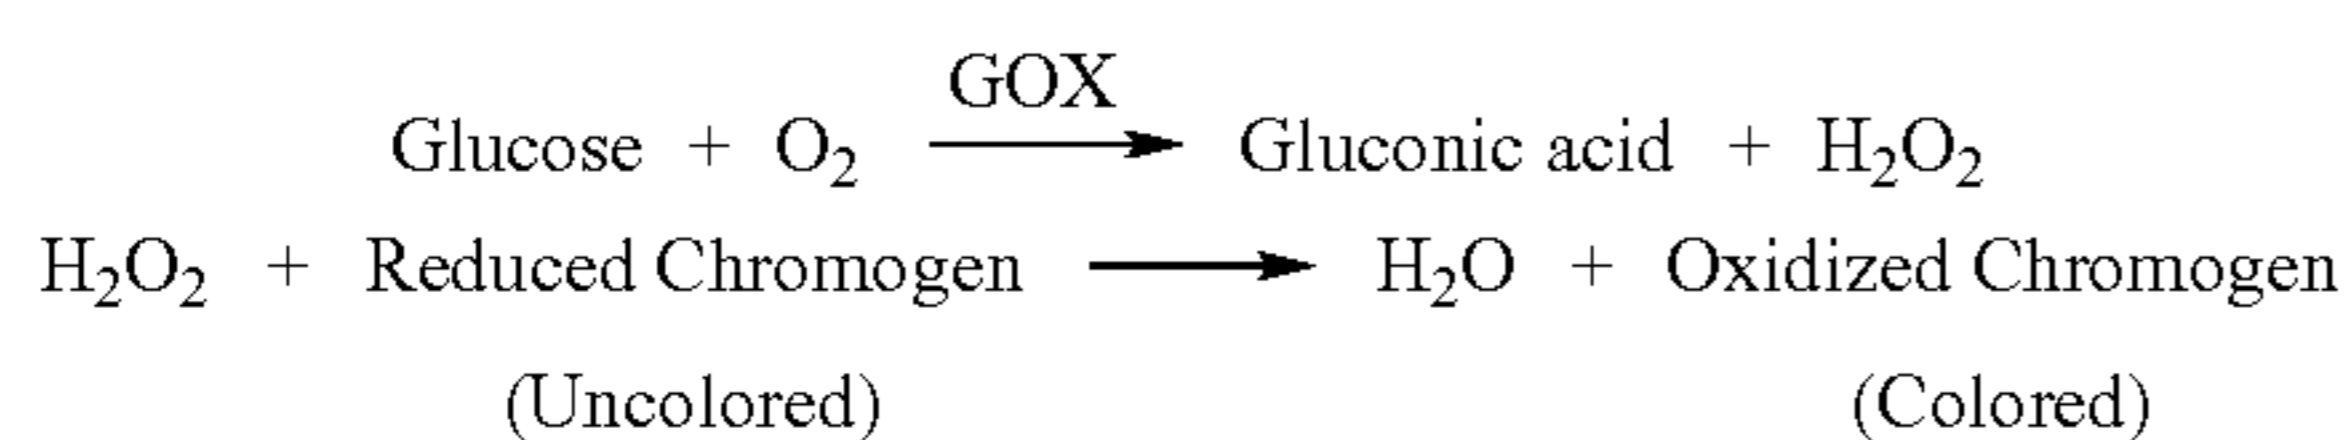 GOX
Glucose + O₂ ⟶ Gluconic acid + H₂O₂
H₂O₂ + Reduced Chromogen ⟶ H₂O + Oxidized Chromogen
(Uncolored) (Colored)